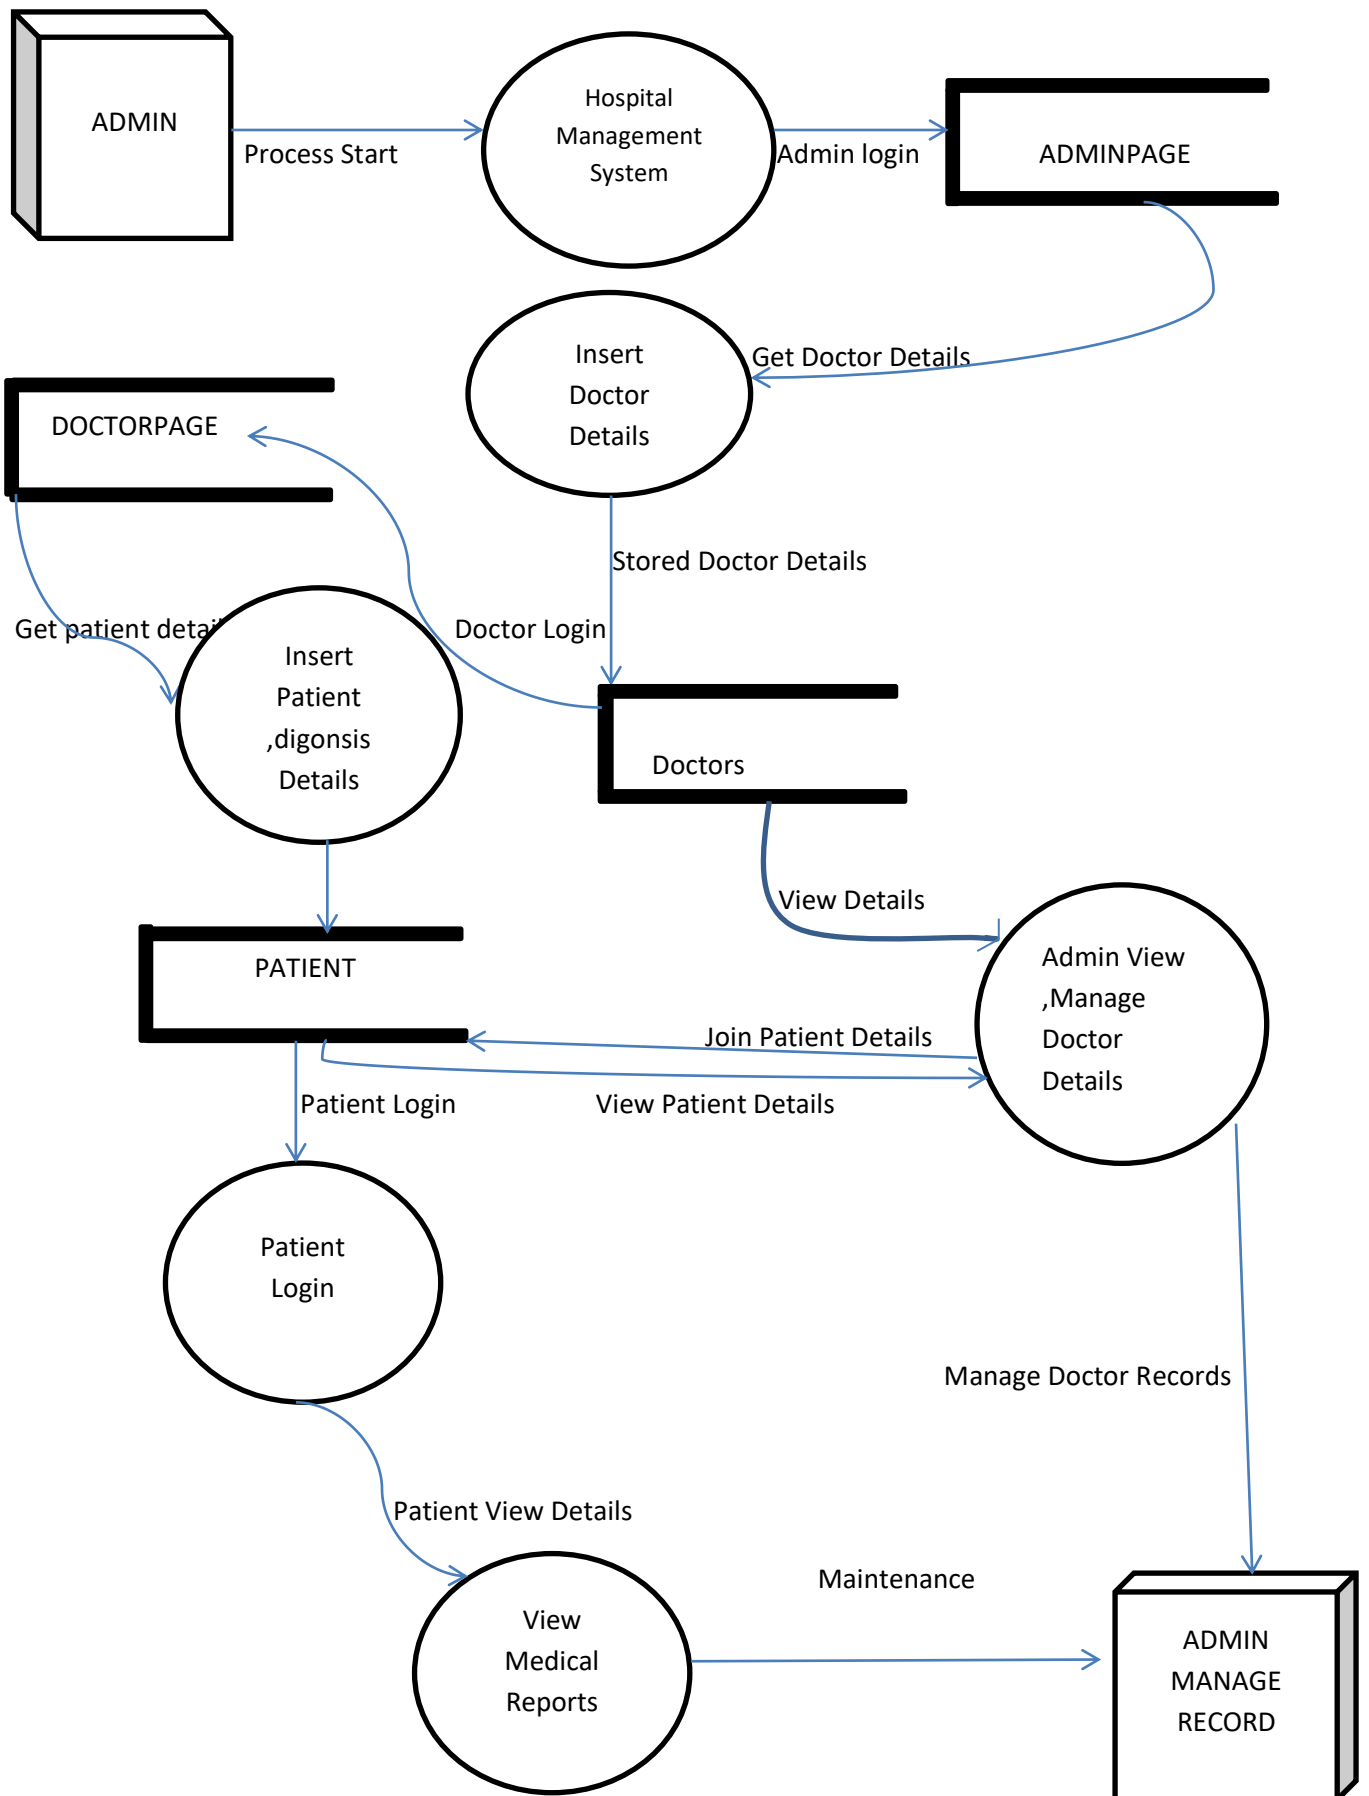 ADMIN
Process Start
Hospital
Management
System
Admin login
ADMINPAGE
Insert
Doctor
Details
Get Doctor Details
DOCTORPAGE
Stored Doctor Details
Get patient detai
Doctor Login
Insert
Patient
,digonsis
Details
Doctors
View Details
PATIENT
Admin View
,Manage
Doctor
Details
Join Patient Details
Patient Login
View Patient Details
Patient
Login
Manage Doctor Records
Patient View Details
Maintenance
View
Medical
Reports
ADMIN
MANAGE
RECORD